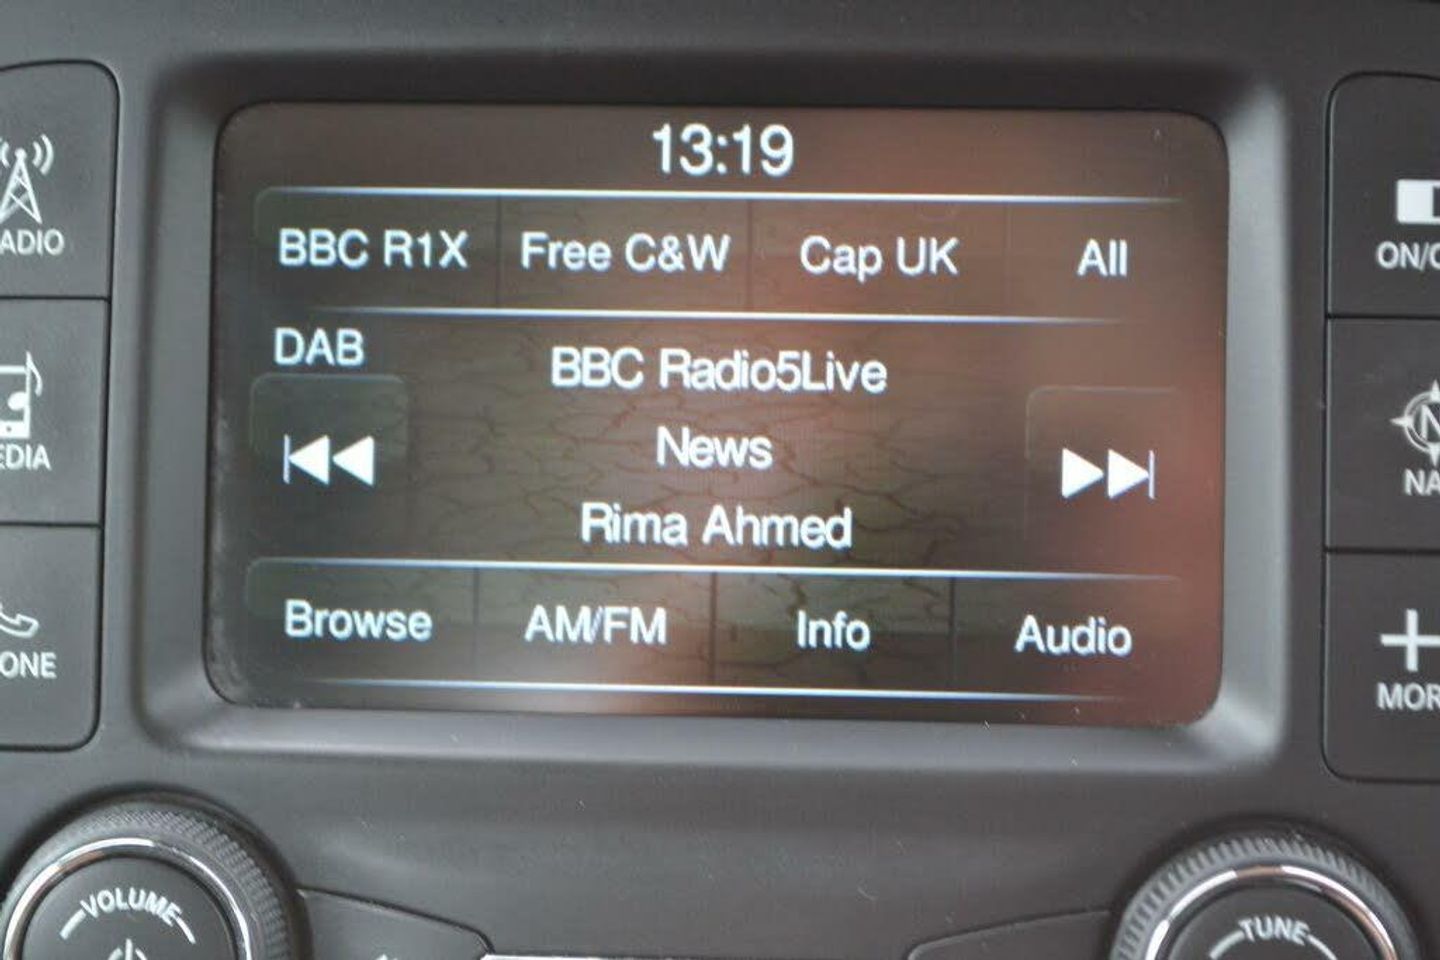 13:19
BBC R1X Free C&W Cap UK All
DAB
BBC Radio5Live
News
Rima Ahmed
Browse AM/FM Info Audio
ADIO
EDIA
ONE
ON/O
NA
MOR
VOLUME
TUNE